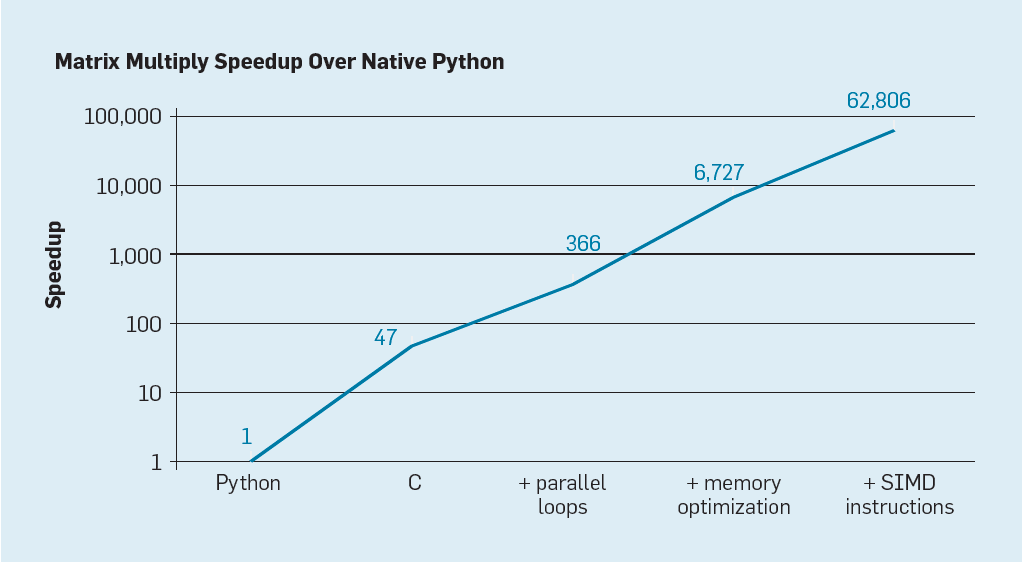 Matrix Multiply Speedup Over Native Python
Speedup
100,000
10,000
1,000
100
10
1
62,806
6,727
366
47
1
Python
C
+ parallel
loops
+ memory
optimization
+ SIMD
instructions